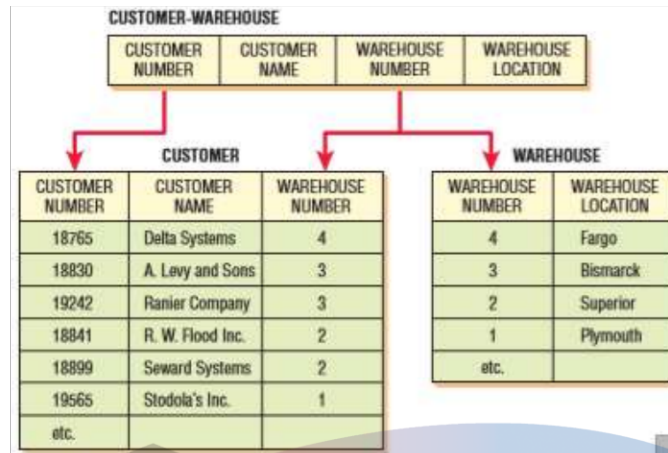 CUSTOMER-WAREHOUSE
CUSTOMER NUMBER CUSTOMER NAME WAREHOUSE NUMBER WAREHOUSE LOCATION
CUSTOMER
CUSTOMER NUMBER CUSTOMER NAME WAREHOUSE NUMBER
18765 Delta Systems 4
18830 A. Levy and Sons 3
19242 Ranier Company 3
18841 R. W. Flood Inc. 2
18899 Seward Systems 2
19565 Stodola's Inc. 1
etc.
WAREHOUSE
WAREHOUSE NUMBER WAREHOUSE LOCATION
4 Fargo
3 Bismarck
2 Superior
1 Plymouth
etc.